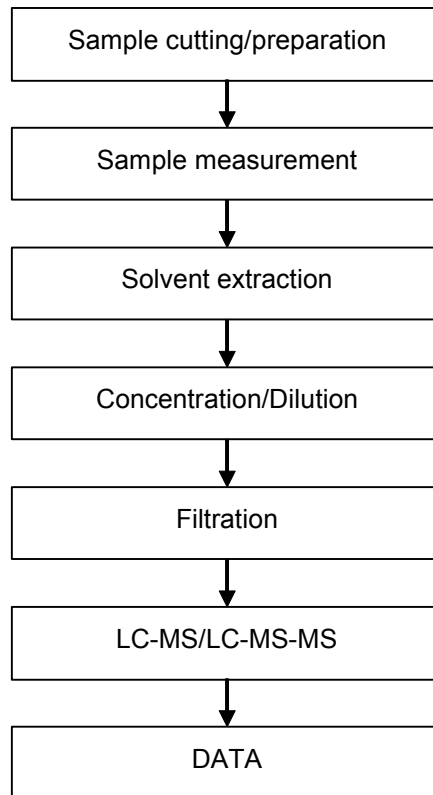 Sample cutting/preparation
Sample measurement
Solvent extraction
Concentration/Dilution
Filtration
LC-MS/LC-MS-MS
DATA